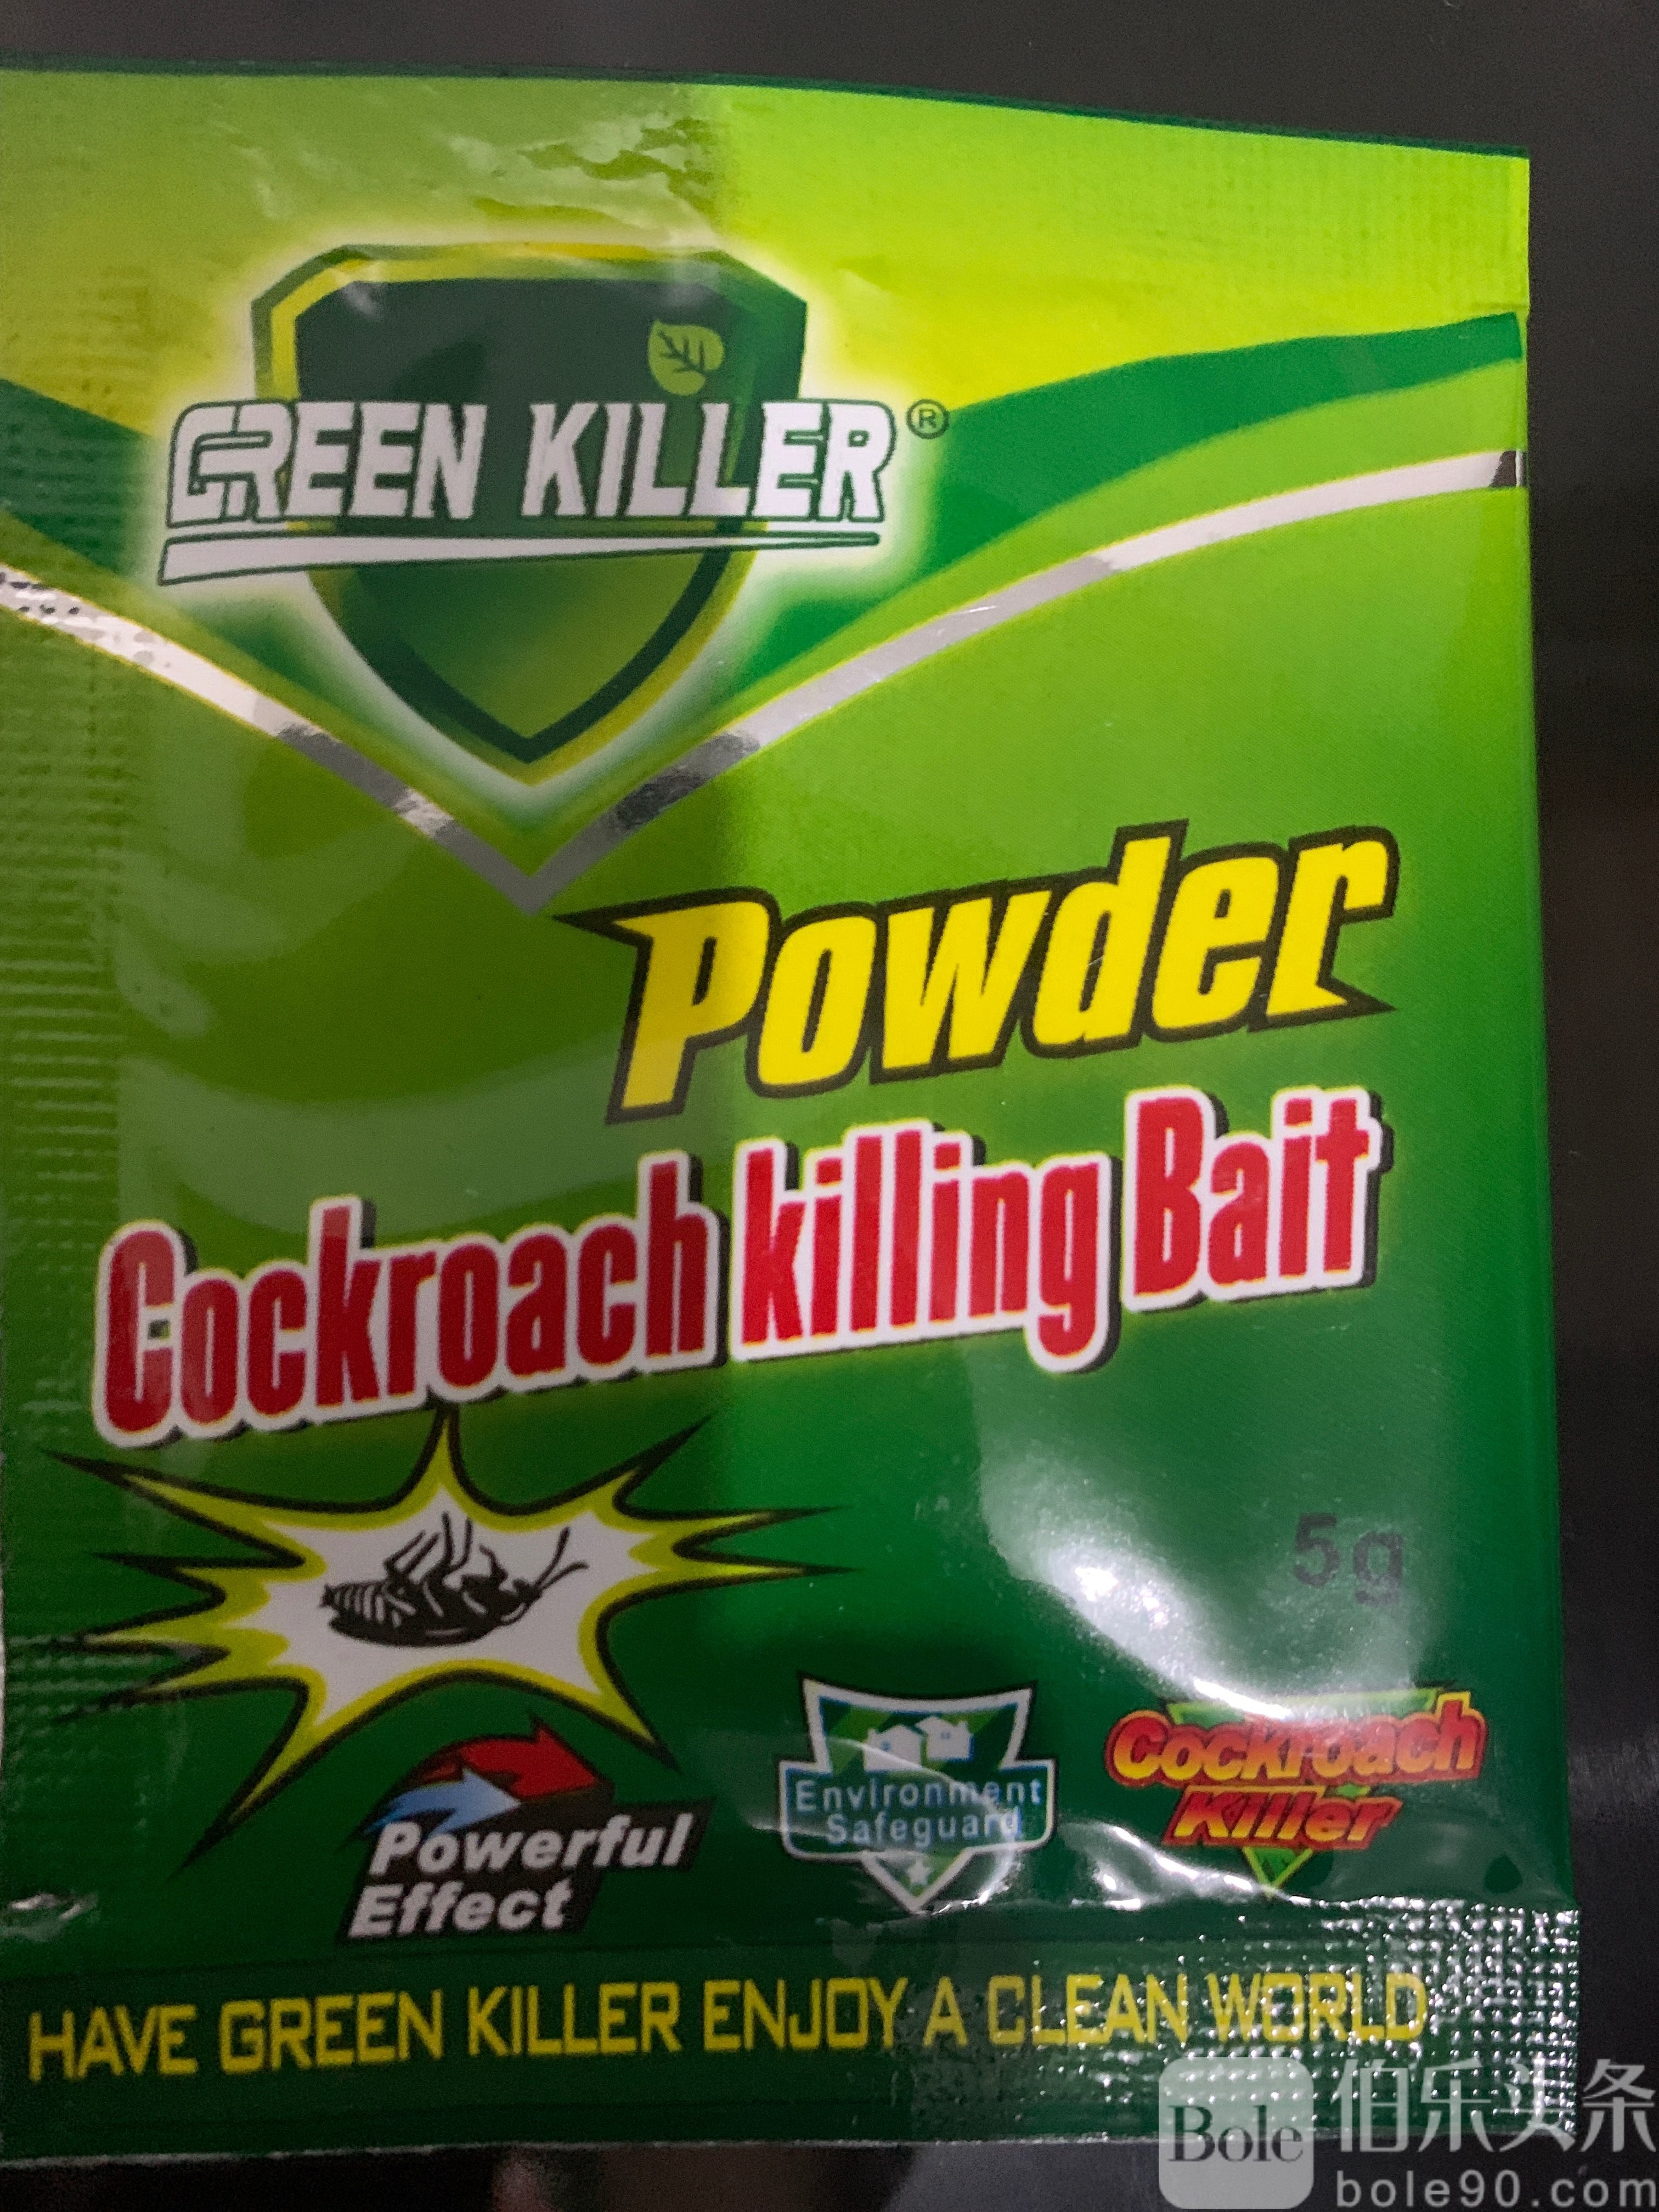 GREEN KILLER®
Powder
Cockroach killing Bait
5g
Powerful
Effect
Environment
Safeguard
Cockroach
Killer
HAVE GREEN KILLER ENJOY A CLEAN WORLD
Bole 伯乐头条
bole90.com